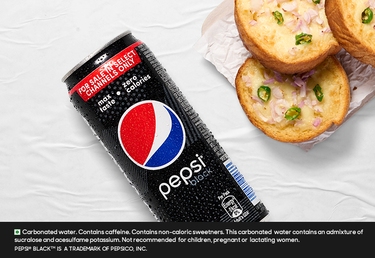 FOR SALE IN SELECT
CHANNELS ONLY
max taste
zero calories
pepsi
black
Carbonated water. Contains caffeine. Contains non-caloric sweetners. This carbonated water contains an admixture of
sucralose and acesulfame potassium. Not recommended for children, pregnant or lactating women.
PEPSI® BLACK™ IS A TRADEMARK OF PEPSICO, INC.